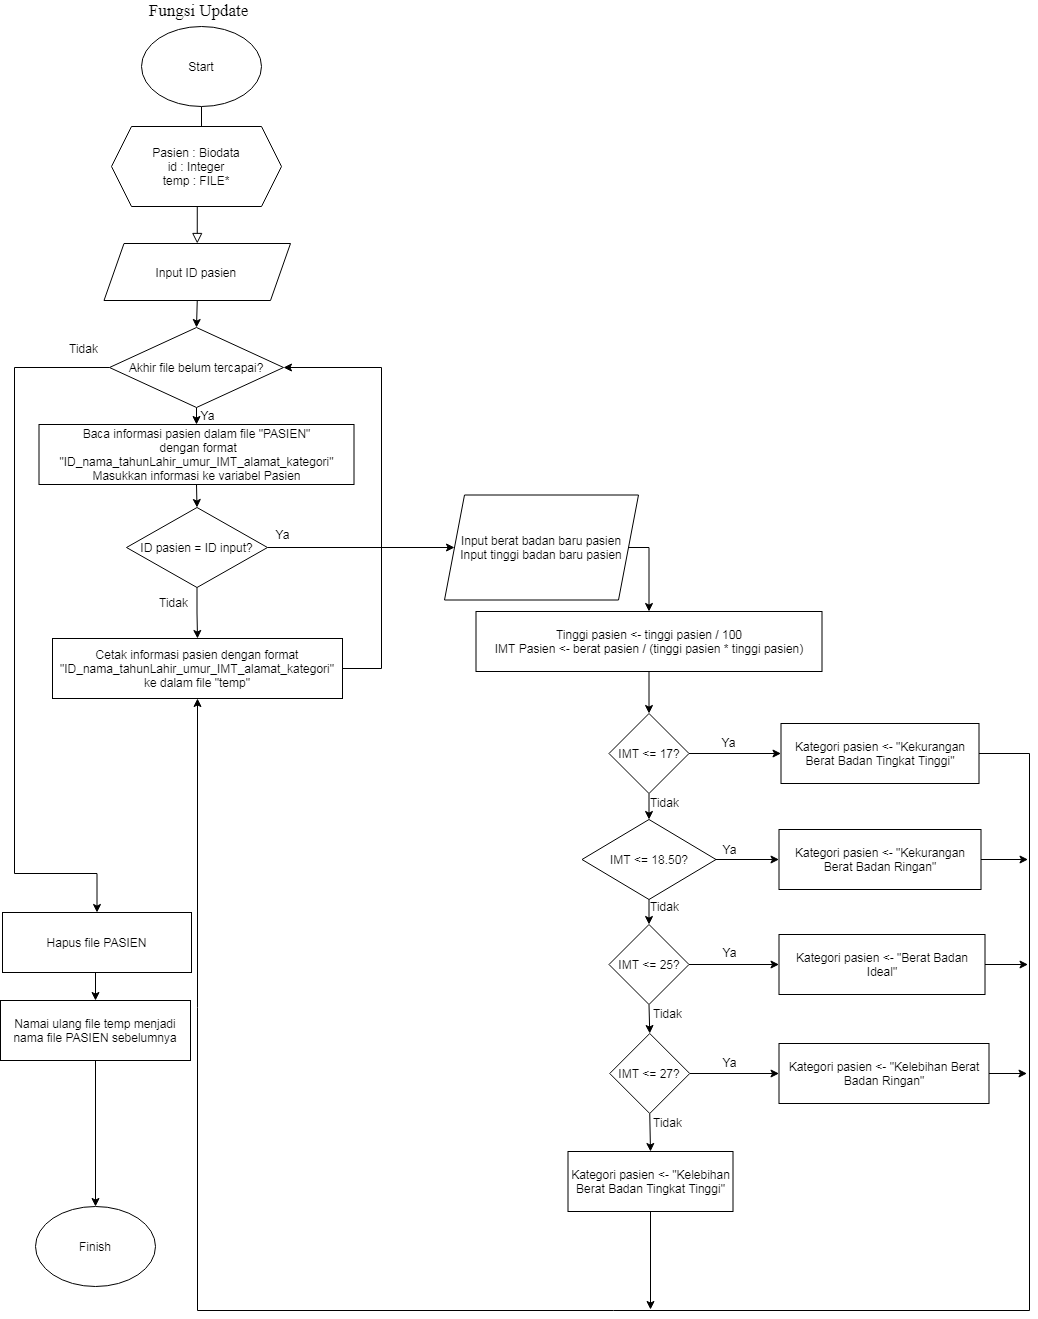 Fungsi Update
Start
Pasien : Biodata
id : Integer
temp : FILE*
Input ID pasien
Tidak
Akhir file belum tercapai?
Ya
Baca informasi pasien dalam file "PASIEN"
dengan format
"ID_nama_tahunLahir_umur_IMT_alamat_kategori"
Masukkan informasi ke variabel Pasien
ID pasien = ID input?
Ya
Input berat badan baru pasien
Input tinggi badan baru pasien
Tidak
Cetak informasi pasien dengan format
"ID_nama_tahunLahir_umur_IMT_alamat_kategori"
ke dalam file "temp"
Tinggi pasien <- tinggi pasien / 100
IMT Pasien <- berat pasien / (tinggi pasien * tinggi pasien)
IMT <= 17?
Ya
Kategori pasien <- "Kekurangan
Berat Badan Tingkat Tinggi"
Tidak
IMT <= 18.50?
Ya
Kategori pasien <- "Kekurangan
Berat Badan Ringan"
Tidak
IMT <= 25?
Ya
Kategori pasien <- "Berat Badan
Ideal"
Tidak
IMT <= 27?
Ya
Kategori pasien <- "Kelebihan Berat
Badan Ringan"
Tidak
Kategori pasien <- "Kelebihan
Berat Badan Tingkat Tinggi"
Hapus file PASIEN
Namai ulang file temp menjadi
nama file PASIEN sebelumnya
Finish